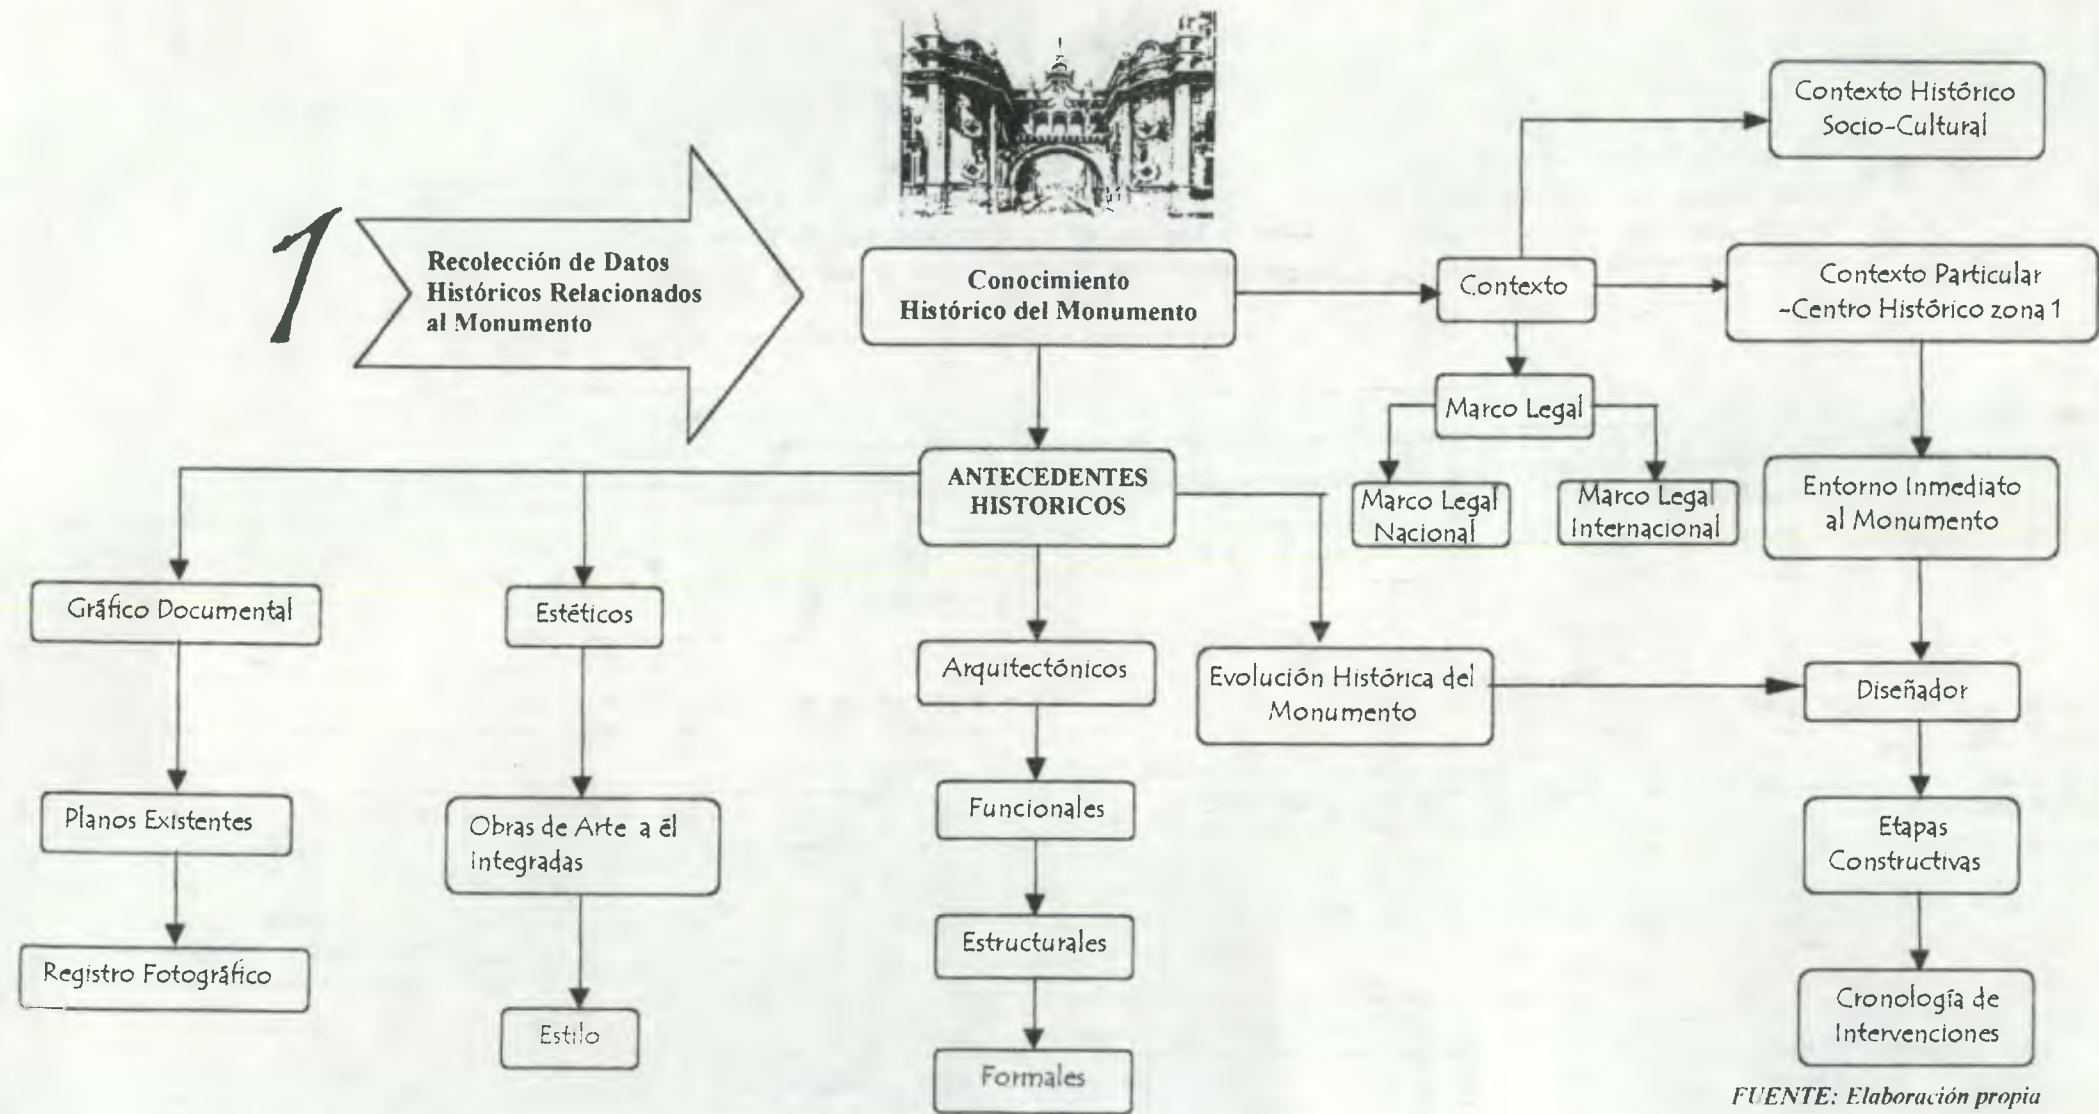 1
Recolección de Datos
Históricos Relacionados
al Monumento
Conocimiento
Histórico del Monumento
Contexto
Contexto Histórico
Socio-Cultural
Contexto Particular
-Centro Histórico zona 1
Marco Legal
Marco Legal
Nacional
Marco Legal
Internacional
Entorno Inmediato
al Monumento
ANTECEDENTES
HISTORICOS
Gráfico Documental
Planos Existentes
Registro Fotográfico
Estéticos
Obras de Arte a él
integradas
Estilo
Arquitectónicos
Funcionales
Estructurales
Formales
Evolución Histórica del
Monumento
Diseñador
Etapas
Constructivas
Cronología de
Intervenciones
FUENTE: Elaboración propia